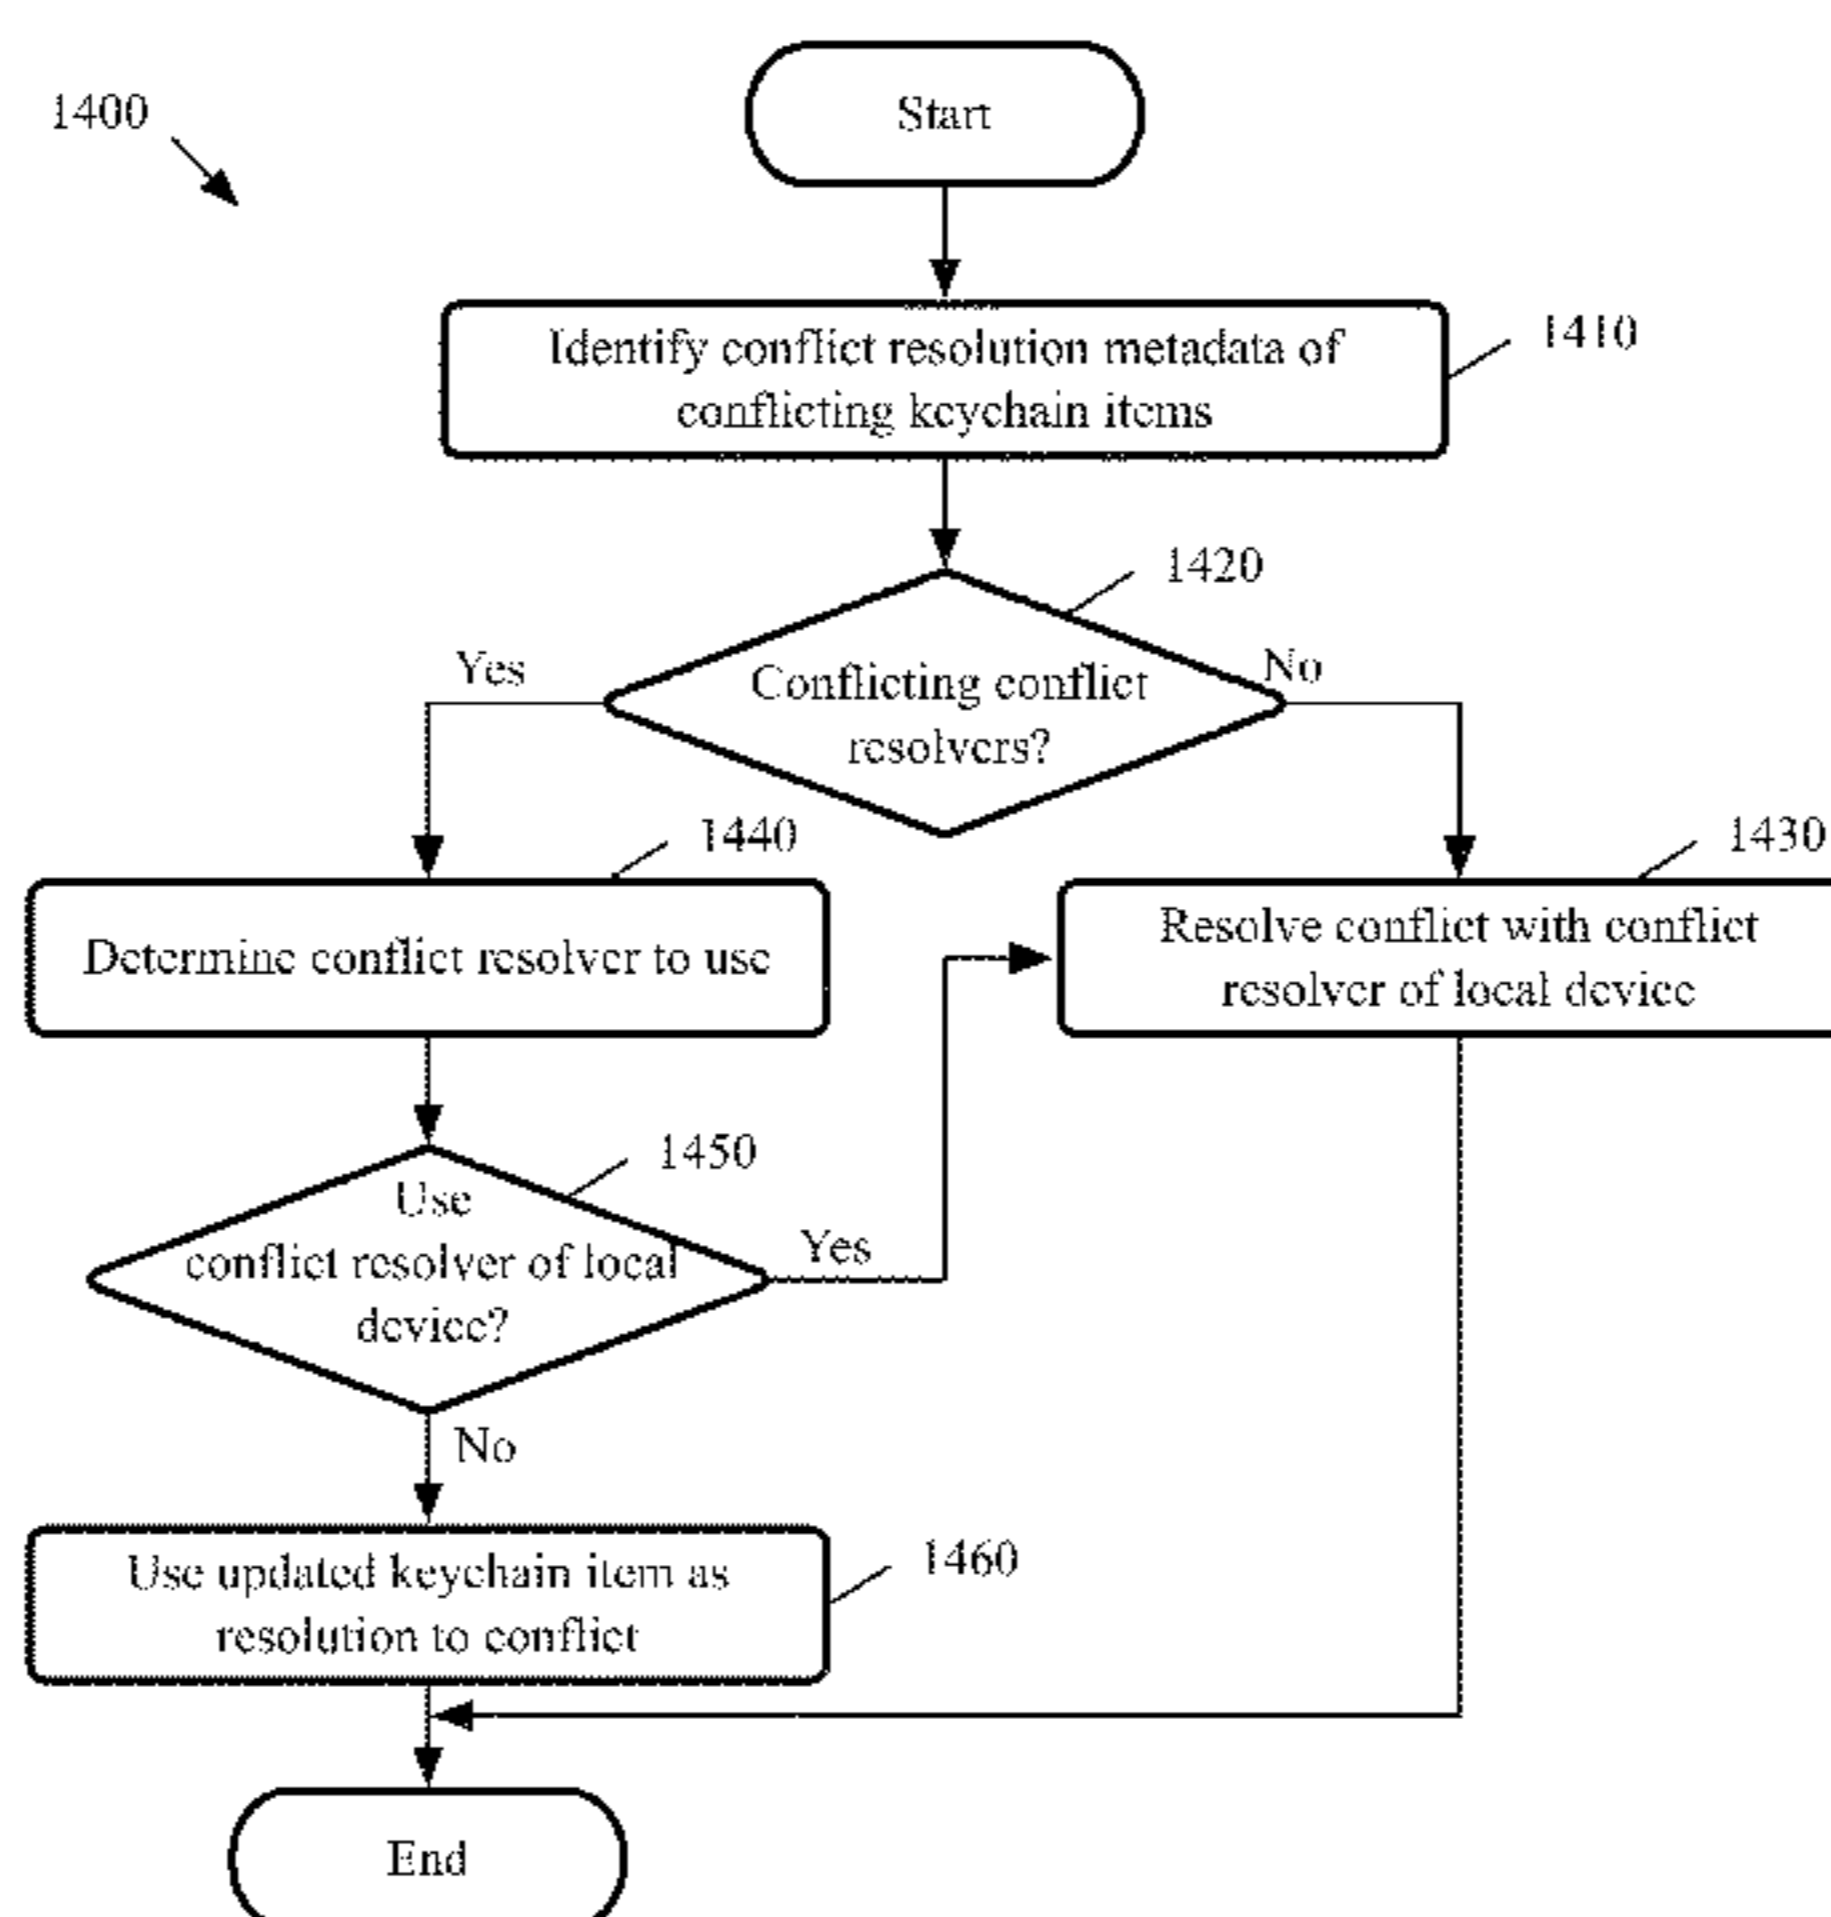 1400
Start
Identify conflict resolution metadata of
conflicting keychain items
1410
1420
Yes
Conflicting conflict
resolvers?
No
1440
1430
Determine conflict resolver to use
Resolve conflict with conflict
resolver of local device
1450
Use
conflict resolver of local
device?
Yes
No
Use updated keychain item as
resolution to conflict
1460
End